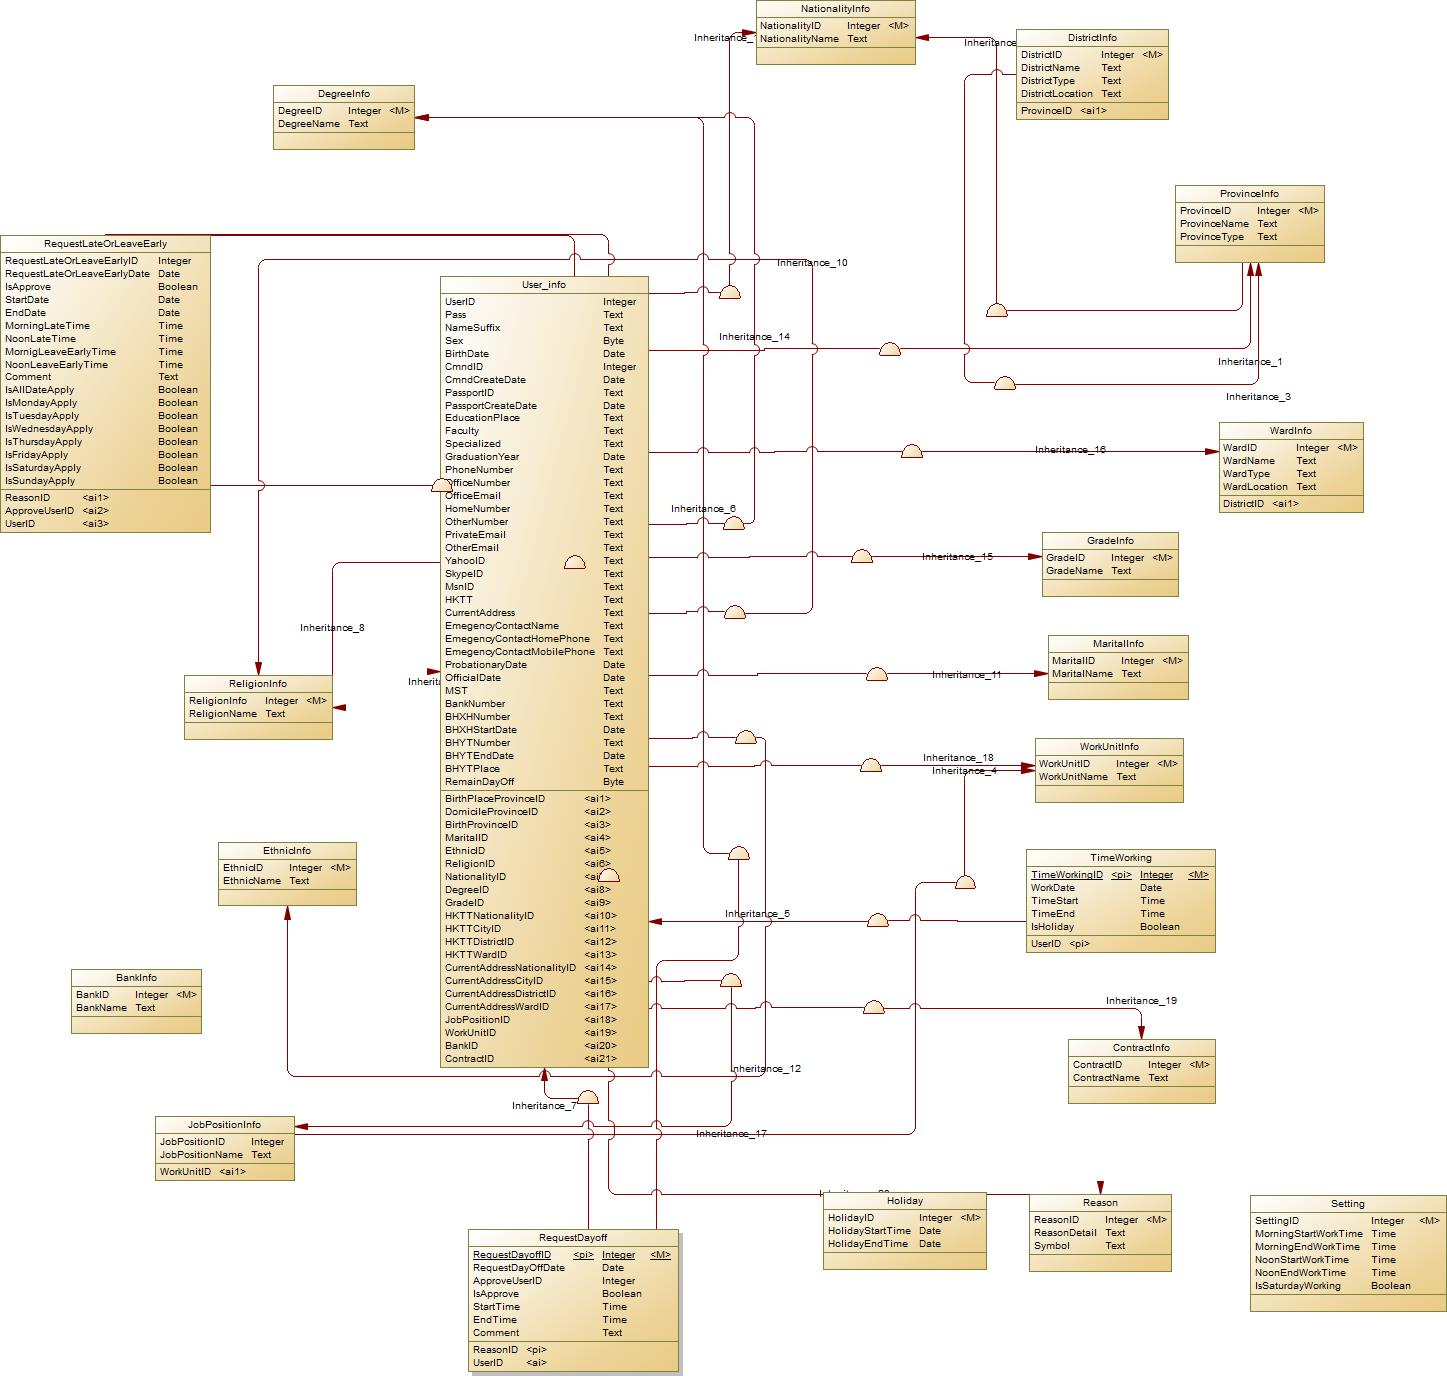 NationalityInfo
NationalityID Integer <M>
NationalityName Text
DistrictInfo
DistrictID Integer <M>
DistrictName Text
DistrictType Text
DistrictLocation Text
ProvinceID <ai1>
DegreeInfo
DegreeID Integer <M>
DegreeName Text
ProvinceInfo
ProvinceID Integer <M>
ProvinceName Text
ProvinceType Text
RequestLateOrLeaveEarly
RequestLateOrLeaveEarlyID Integer
RequestLateOrLeaveEarlyDate Date
IsApprove Boolean
StartDate Date
EndDate Date
MorningLateTime Time
NoonLateTime Time
MornigLeaveEarlyTime Time
NoonLeaveEarlyTime Time
Comment Text
IsAllDateApply Boolean
IsMondayApply Boolean
IsTuesdayApply Boolean
IsWednesdayApply Boolean
IsThursdayApply Boolean
IsFridayApply Boolean
IsSaturdayApply Boolean
IsSundayApply Boolean
ReasonID <ai1>
ApproveUserID <ai2>
UserID <ai3>
User_info
UserID Integer
Pass Text
NameSuffix Text
Sex Byte
BirthDate Date
CmndID Integer
CmndCreateDate Date
PassportID Text
PassportCreateDate Date
EducationPlace Text
Faculty Text
Specialized Text
GraduationYear Date
PhoneNumber Text
OfficeNumber Text
OfficeEmail Text
HomeNumber Text
OtherNumber Text
PrivateEmail Text
OtherEmail Text
YahooID Text
SkypeID Text
MsnID Text
HKTT Text
CurrentAddress Text
EmegencyContactName Text
EmegencyContactHomePhone Text
EmegencyContactMobilePhone Text
ProbationaryDate Date
OfficialDate Date
MST Text
BankNumber Text
BHXHNumber Text
BHXHStartDate Date
BHYTNumber Text
BHYTEndDate Date
BHYTPlace Text
RemainDayOff Byte
BirthPlaceProvinceID <ai1>
DomicileProvinceID <ai2>
BirthProvinceID <ai3>
MaritalID <ai4>
EthnicID <ai5>
ReligionID <ai6>
NationalityID
DegreeID <ai8>
GradeID <ai9>
HKTTNationalityID <ai10>
HKTTCityID <ai11>
HKTTDistrictID <ai12>
HKTTWardID <ai13>
CurrentAddressNationalityID <ai14>
CurrentAddressCityID <ai15>
CurrentAddressDistrictID <ai16>
CurrentAddressWardID <ai17>
JobPositionID <ai18>
WorkUnitID <ai19>
BankID <ai20>
ContractID <ai21>
Inheritance_10
Inheritance_14
Inheritance_1
Inheritance_3
WardInfo
WardID Integer <M>
WardName Text
WardType Text
WardLocation Text
DistrictID <ai1>
Inheritance_16
Inheritance_6
GradeInfo
GradeID Integer <M>
GradeName Text
Inheritance_15
Inheritance_8
MaritalInfo
MaritalID Integer <M>
MaritalName Text
Inheritance_11
ReligionInfo
ReligionInfo Integer <M>
ReligionName Text
WorkUnitInfo
WorkUnitID Integer <M>
WorkUnitName Text
Inheritance_18
Inheritance_4
EthnicInfo
EthnicID Integer <M>
EthnicName Text
TimeWorking
TimeWorkingID <pi> Integer <M>
WorkDate Date
TimeStart Time
TimeEnd Time
IsHoliday Boolean
UserID <pi>
Inheritance_5
BankInfo
BankID Integer <M>
BankName Text
Inheritance_19
ContractInfo
ContractID Integer <M>
ContractName Text
Inheritance_12
Inheritance_7
JobPositionInfo
JobPositionID Integer
JobPositionName Text
WorkUnitID <ai1>
Inheritance_17
Holiday
HolidayID Integer <M>
HolidayStartTime Date
HolidayEndTime Date
Reason
ReasonID Integer <M>
ReasonDetail Text
Symbol Text
Setting
SettingID Integer <M>
MorningStartWorkTime Time
MorningEndWorkTime Time
NoonStartWorkTime Time
NoonEndWorkTime Time
IsSaturdayWorking Boolean
RequestDayoff
RequestDayoffID <pi> Integer <M>
RequestDayOffDate Date
ApproveUserID Integer
IsApprove Boolean
StartTime Time
EndTime Time
Comment Text
ReasonID <pi>
UserID <ai>